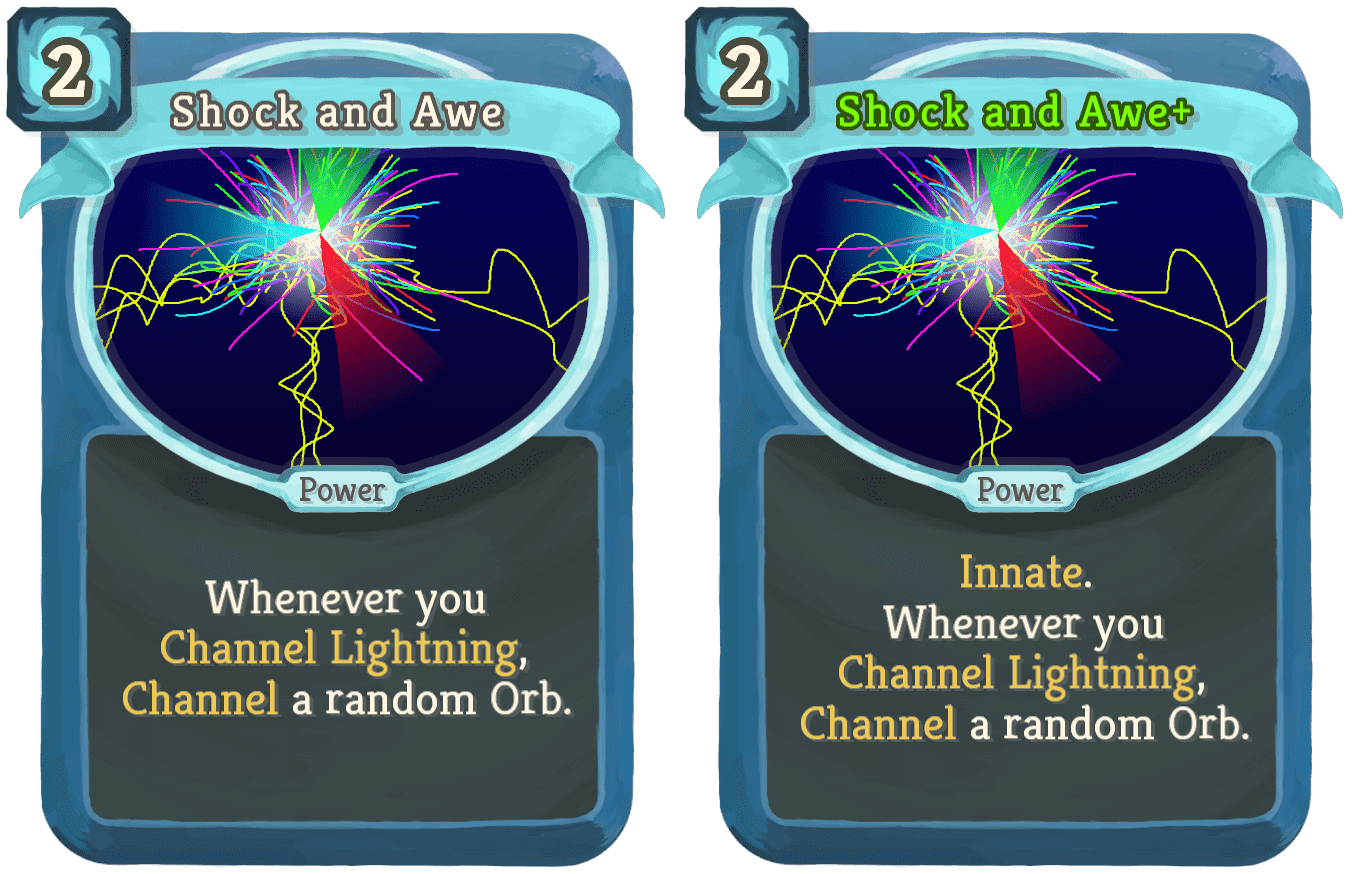 2
Shock and Awe
Power
Whenever you
Channel Lightning,
Channel a random Orb.
2
Shock and Awe+
Power
Innate.
Whenever you
Channel Lightning,
Channel a random Orb.